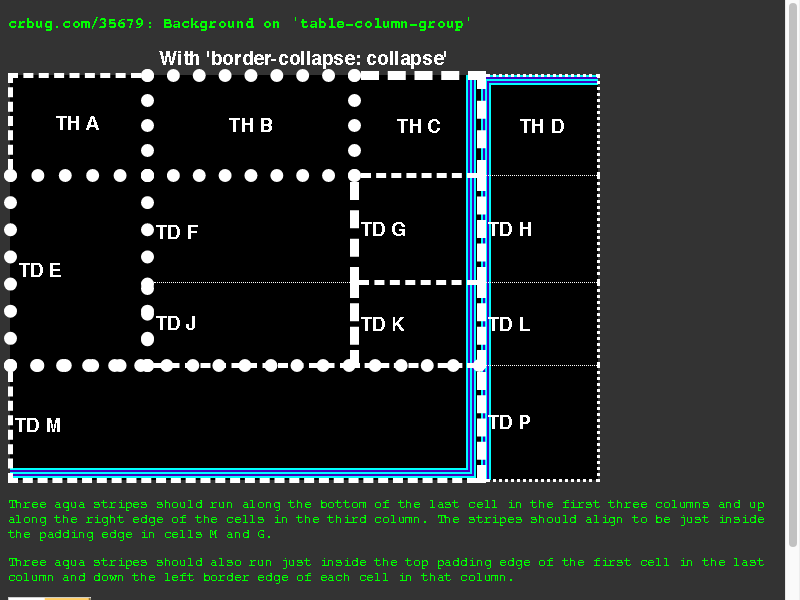 crbug.com/35679: Background on 'table-column-group'
With 'border-collapse: collapse'
TH A TH B TH C TH D
TD F TD G TD H
TD E
TD J TD K TD L
TD M TD P
Three aqua stripes should run along the bottom of the last cell in the first three columns and up
along the right edge of the cells in the third column. The stripes should align to be just inside
the padding edge in cells M and G.
Three aqua stripes should also run just inside the top padding edge of the first cell in the last
column and down the left border edge of each cell in that column.